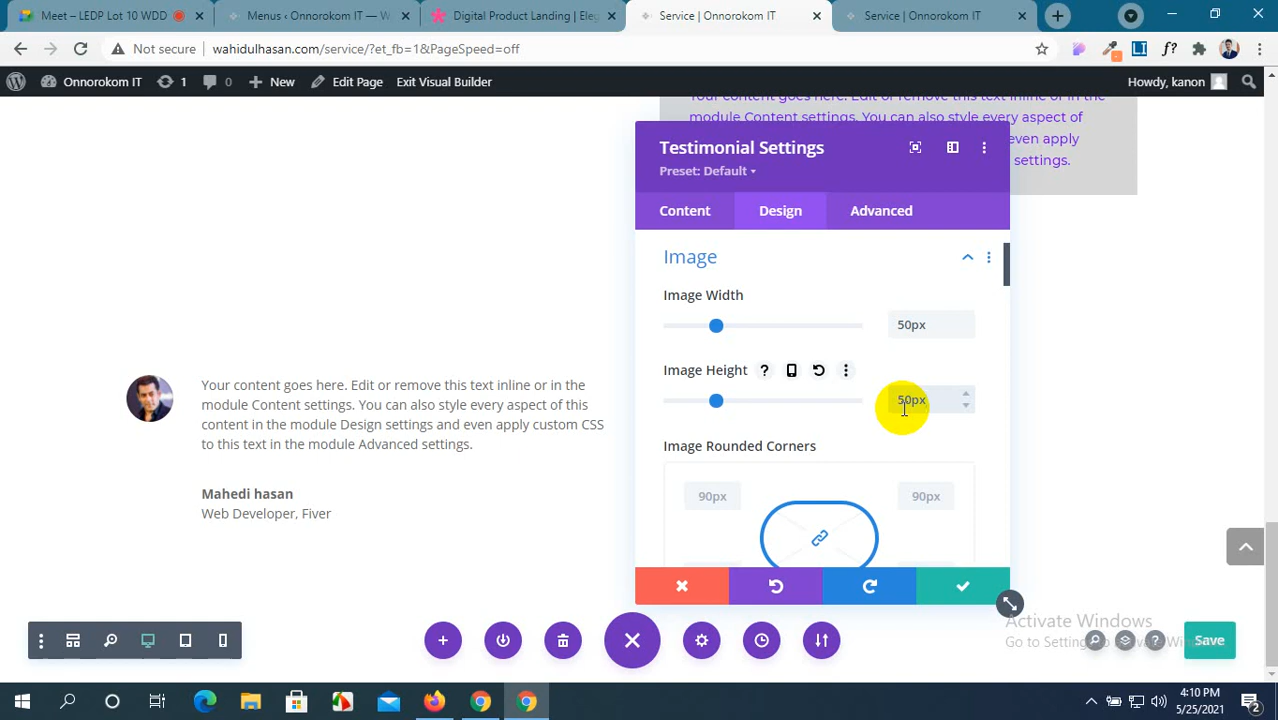 Meet – LEDP Lot 10 WDD
Menus ‹ Onnorokom IT — W
Digital Product Landing | Eleg
Service | Onnorokom IT
Service | Onnorokom IT
Not secure wahidulhasan.com/service/?et_fb=1&PageSpeed=off
Onnorokom IT 1 0 New Edit Page Exit Visual Builder Howdy, kanon
Your content goes here. Edit or remove this text inline or in the
module Content settings. You can also style every aspect of
even apply
settings.
Testimonial Settings
Preset: Default
Content Design Advanced
Image
Image Width
50px
Image Height
50px
Image Rounded Corners
90px 90px
Your content goes here. Edit or remove this text inline or in the
module Content settings. You can also style every aspect of this
content in the module Design settings and even apply custom CSS
to this text in the module Advanced settings.
Mahedi hasan
Web Developer, Fiver
Activate Windows
Go to Settings to Activate Windows.
Save
4:10 PM
5/25/2021
2